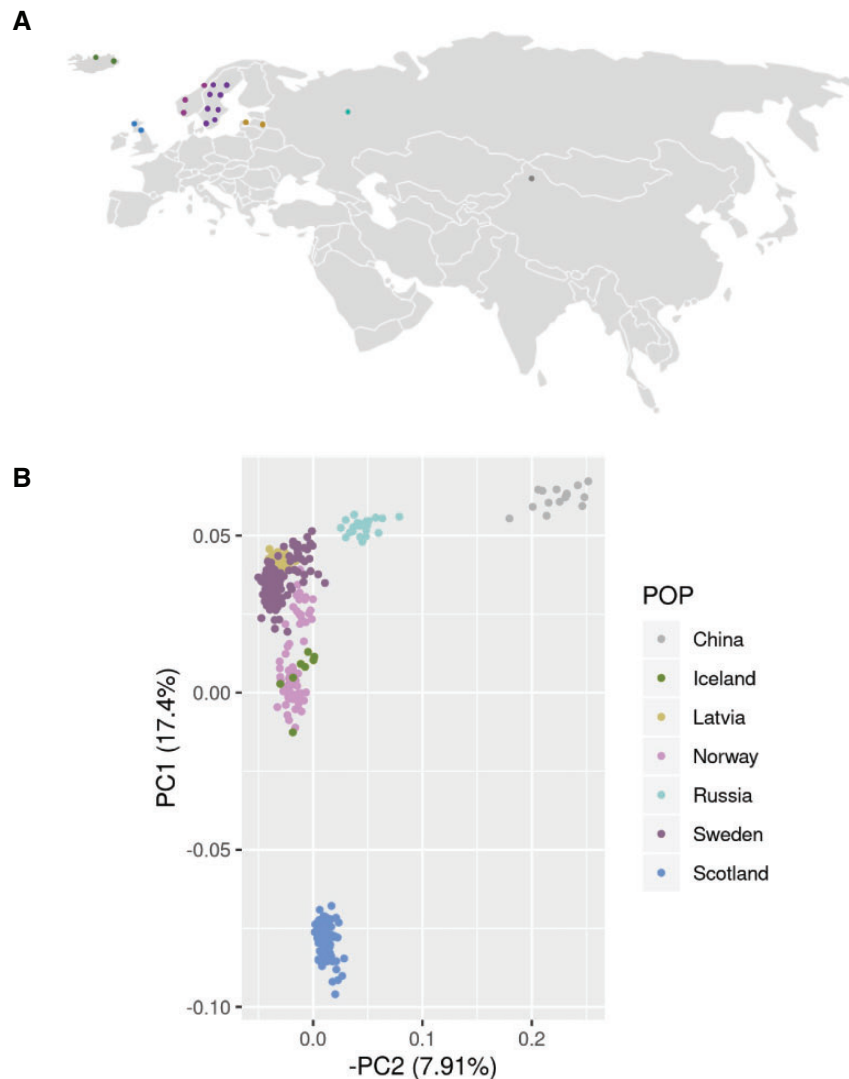 A
B
0.05
0.00
-0.05
-0.10
PC1 (17.4%)
0.0 0.1 0.2
-PC2 (7.91%)
POP
China
Iceland
Latvia
Norway
Russia
Sweden
Scotland